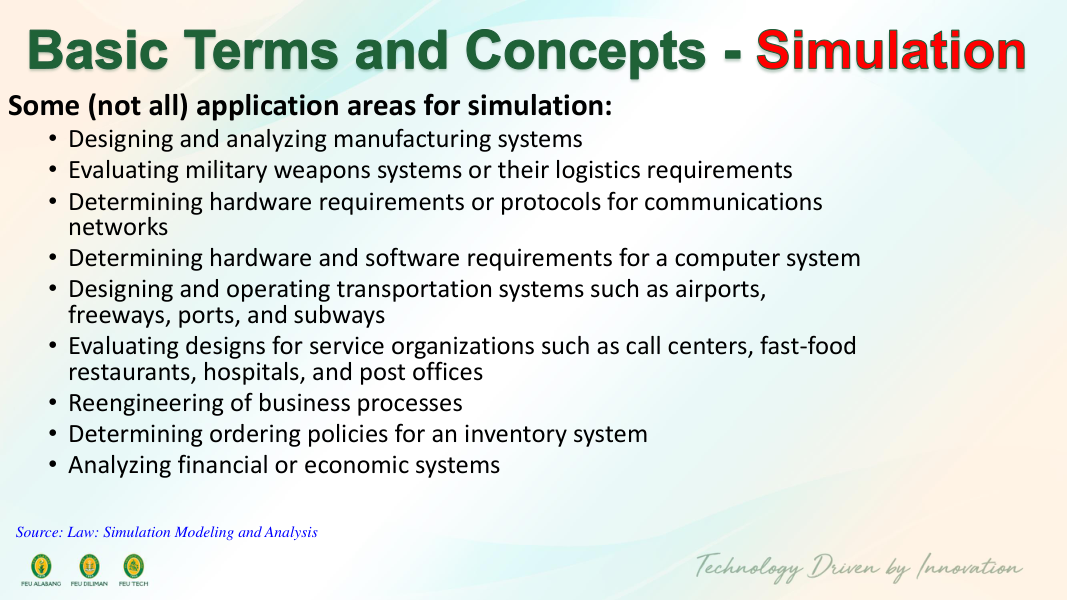 Basic Terms and Concepts - Simulation
Some (not all) application areas for simulation:
• Designing and analyzing manufacturing systems
• Evaluating military weapons systems or their logistics requirements
• Determining hardware requirements or protocols for communications
networks
• Determining hardware and software requirements for a computer system
• Designing and operating transportation systems such as airports,
freeways, ports, and subways
• Evaluating designs for service organizations such as call centers, fast-food
restaurants, hospitals, and post offices
• Reengineering of business processes
• Determining ordering policies for an inventory system
• Analyzing financial or economic systems
Source: Law: Simulation Modeling and Analysis
FEU ALABANG FEU DILIMAN FEU TECH
Technology Driven by Innovation